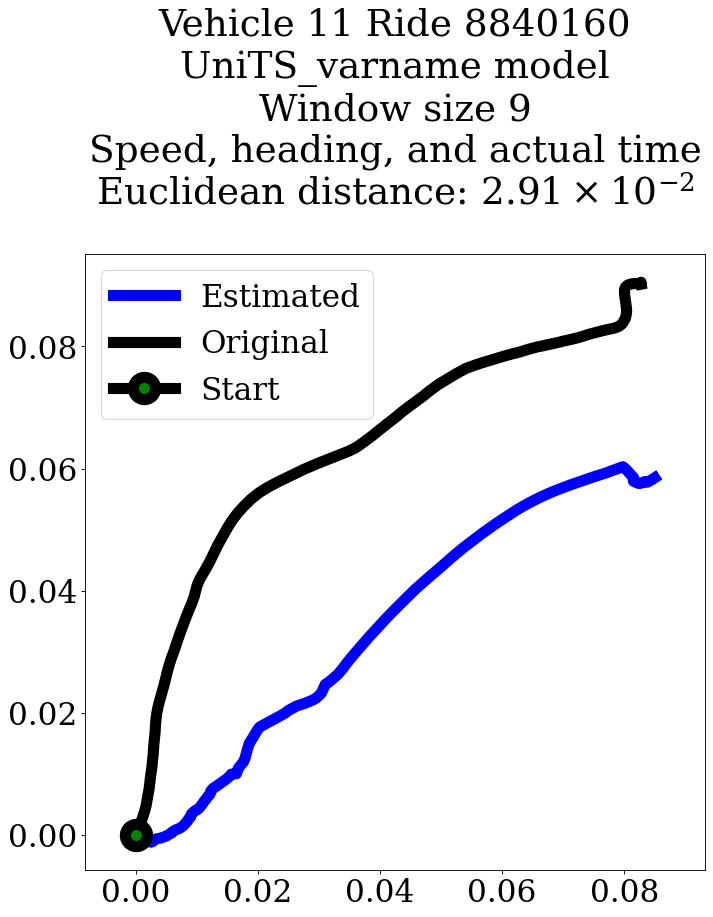 Vehicle 11 Ride 8840160
UniTS_varname model
Window size 9
Speed, heading, and actual time
Euclidean distance: 2.91 × 10⁻²
Estimated
Original
Start
0.08
0.06
0.04
0.02
0.00
0.00 0.02 0.04 0.06 0.08